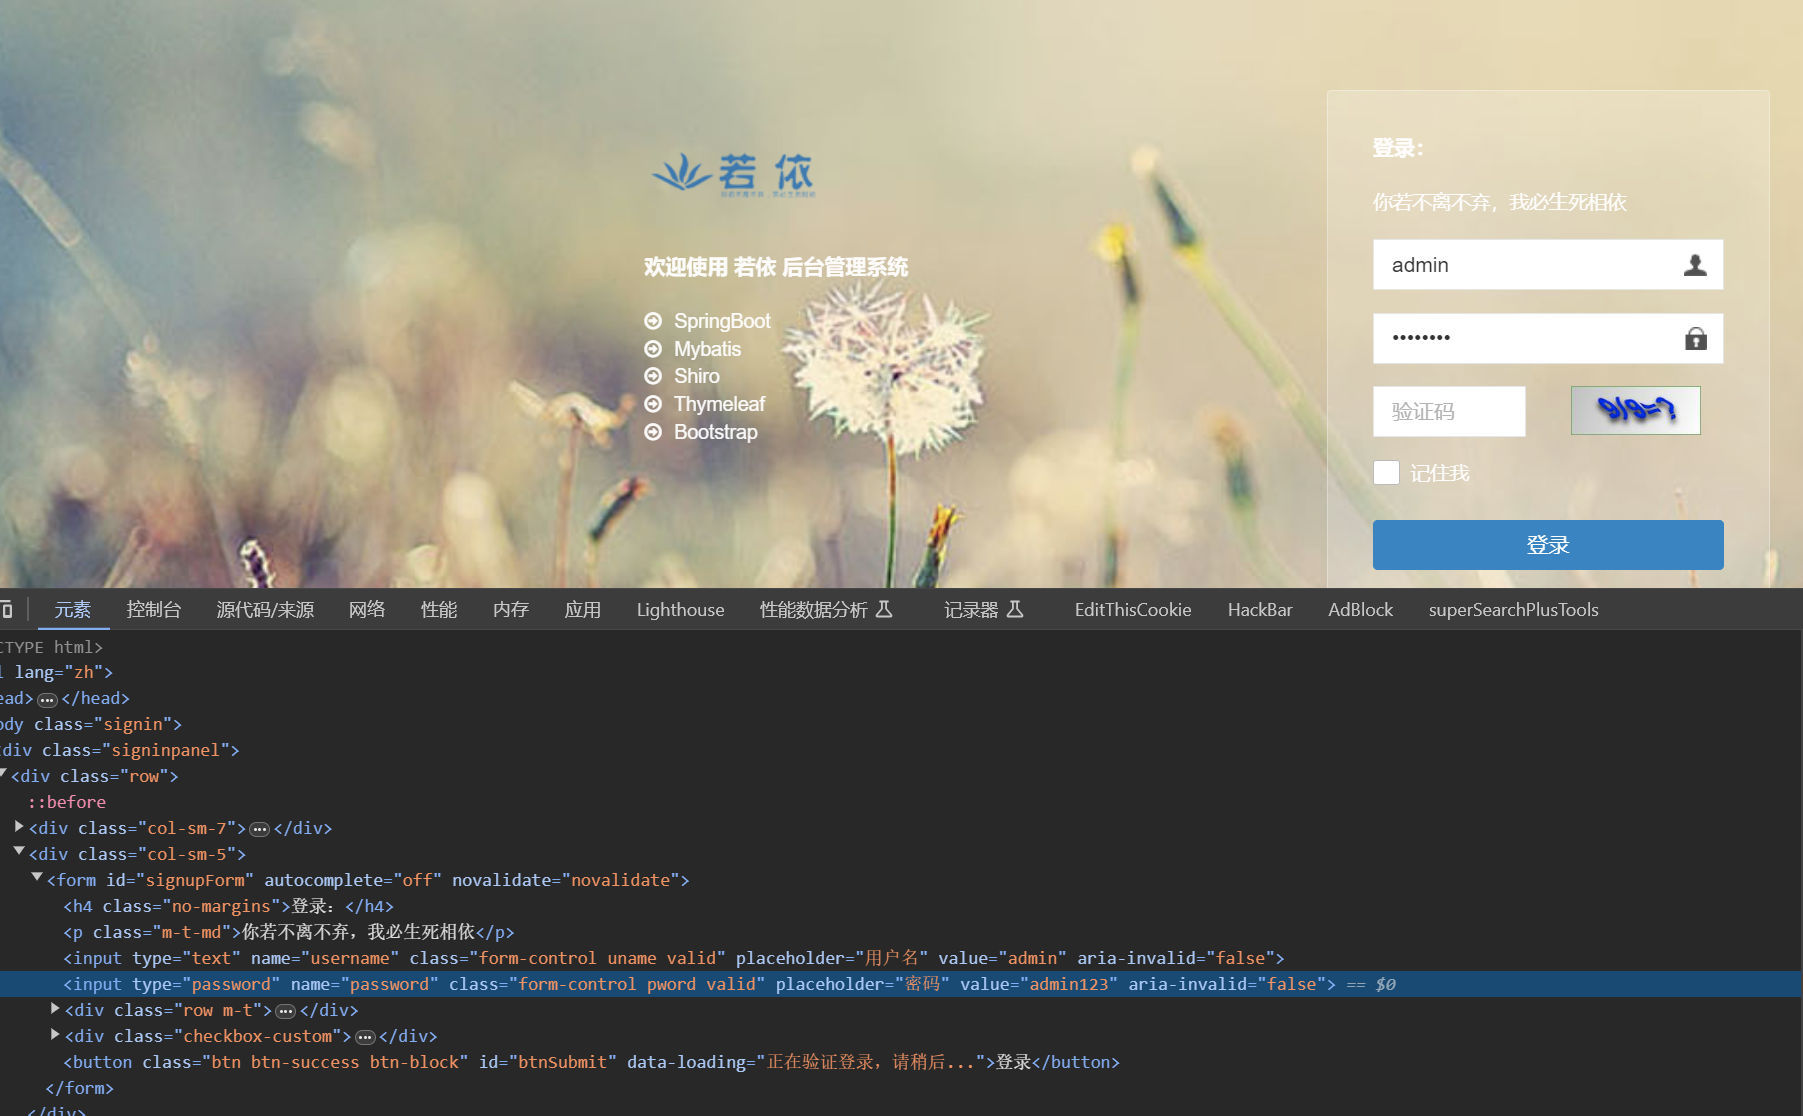 若依
欢迎使用 若依 后台管理系统
SpringBoot
Mybatis
Shiro
Thymeleaf
Bootstrap
登录：
你若不离不弃，我必生死相依
admin
••••••••
验证码
9/9=?
记住我
登录
元素 控制台 源代码/来源 网络 性能 内存 应用 Lighthouse 性能数据分析 记录器 EditThisCookie HackBar AdBlock superSearchPlusTools
CTYPE html>
l lang="zh">
ead>…</head>
ody class="signin">
div class="signinpanel">
<div class="row">
::before
<div class="col-sm-7">…</div>
<div class="col-sm-5">
<form id="signupForm" autocomplete="off" novalidate="novalidate">
<h4 class="no-margins">登录：</h4>
<p class="m-t-md">你若不离不弃，我必生死相依</p>
<input type="text" name="username" class="form-control uname valid" placeholder="用户名" value="admin" aria-invalid="false">
<input type="password" name="password" class="form-control pword valid" placeholder="密码" value="admin123" aria-invalid="false"> == $0
<div class="row m-t">…</div>
<div class="checkbox-custom">…</div>
<button class="btn btn-success btn-block" id="btnSubmit" data-loading="正在验证登录，请稍后...">登录</button>
</form>
</div>